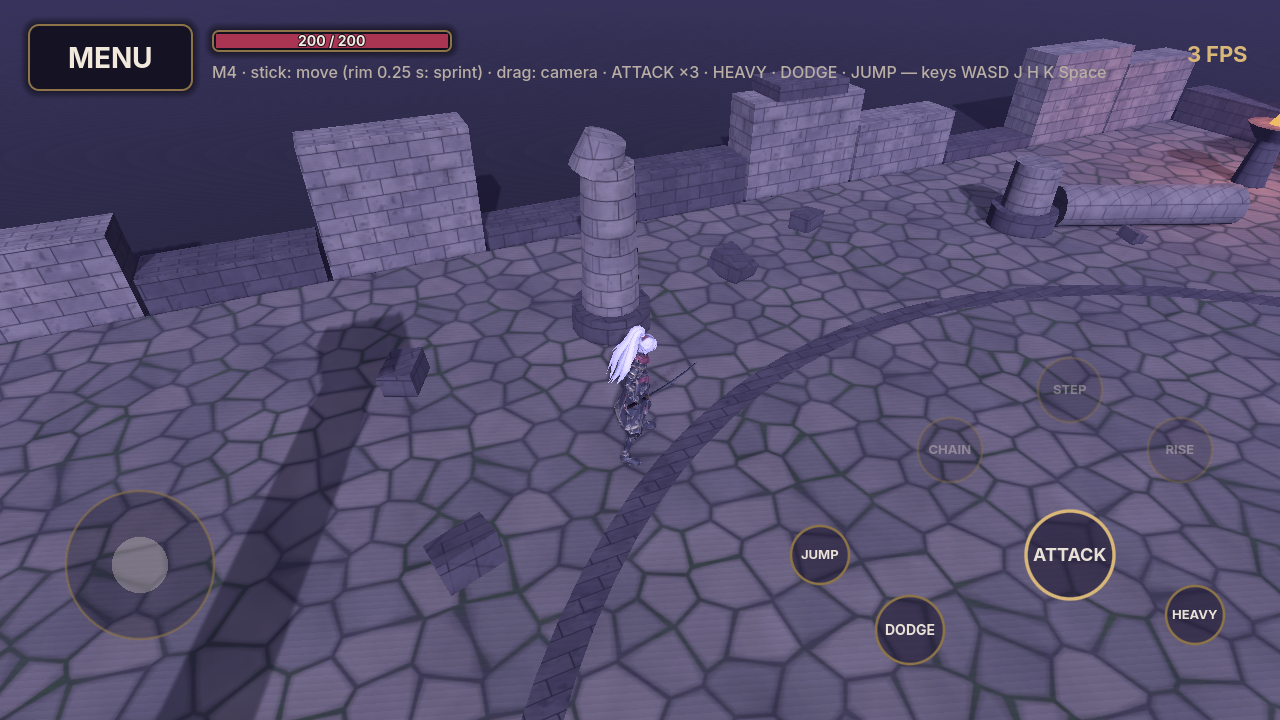 MENU
200 / 200
3 FPS
M4 · stick: move (rim 0.25 s: sprint) · drag: camera · ATTACK ×3 · HEAVY · DODGE · JUMP — keys WASD J H K Space
STEP
CHAIN
RISE
JUMP
ATTACK
HEAVY
DODGE